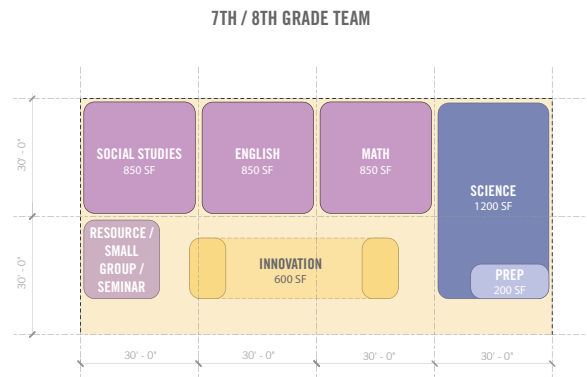 7TH / 8TH GRADE TEAM
30' - 0"
30' - 0"
SOCIAL STUDIES
850 SF
ENGLISH
850 SF
MATH
850 SF
SCIENCE
1200 SF
RESOURCE /
SMALL
GROUP /
SEMINAR
INNOVATION
600 SF
PREP
200 SF
30' - 0"
30' - 0"
30' - 0"
30' - 0"